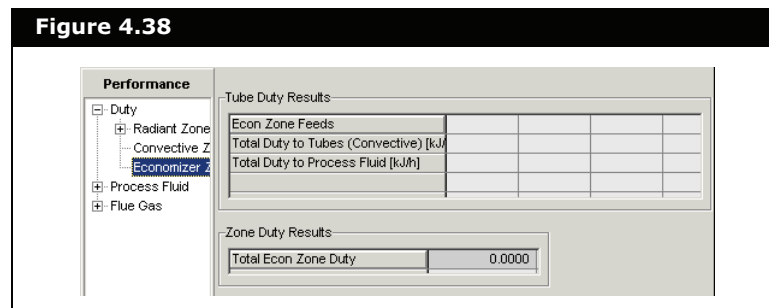 Figure 4.38
Performance
Duty
Radiant Zone
Convective Z
Economizer Z
Process Fluid
Flue Gas
Tube Duty Results
Econ Zone Feeds
Total Duty to Tubes (Convective) [kJ/
Total Duty to Process Fluid [kJ/h]
Zone Duty Results
Total Econ Zone Duty 0.0000